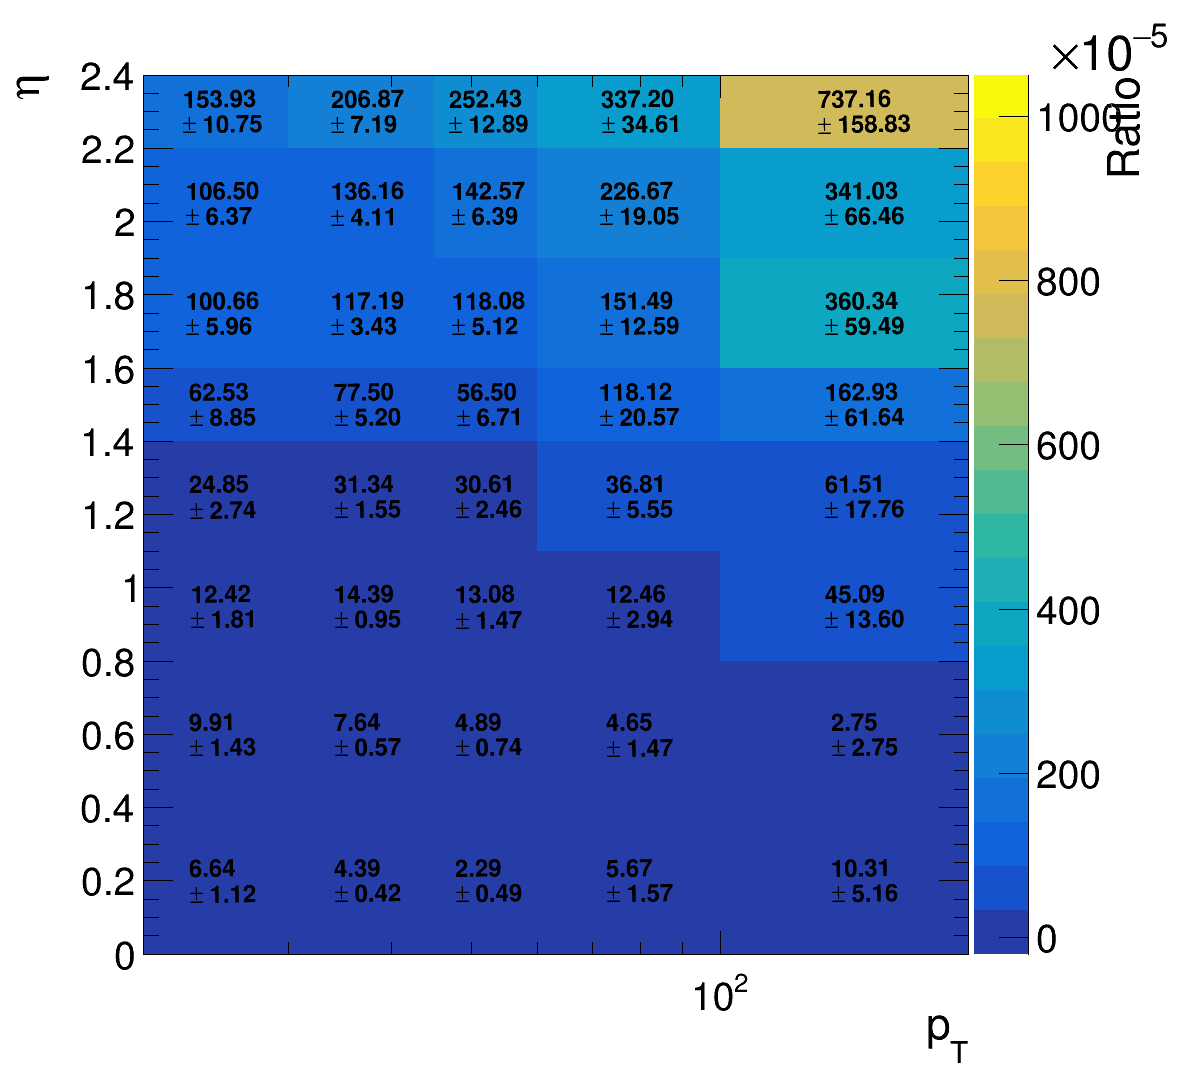 ×10−5
η
Ratio
2.4
153.93 206.87 252.43 337.20 737.16
± 10.75 ± 7.19 ± 12.89 ± 34.61 ± 158.83
1000
2.2
106.50 136.16 142.57 226.67 341.03
± 6.37 ± 4.11 ± 6.39 ± 19.05 ± 66.46
2
800
1.8
100.66 117.19 118.08 151.49 360.34
± 5.96 ± 3.43 ± 5.12 ± 12.59 ± 59.49
1.6
62.53 77.50 56.50 118.12 162.93
± 8.85 ± 5.20 ± 6.71 ± 20.57 ± 61.64
1.4
600
24.85 31.34 30.61 36.81 61.51
± 2.74 ± 1.55 ± 2.46 ± 5.55 ± 17.76
1.2
1
12.42 14.39 13.08 12.46 45.09
± 1.81 ± 0.95 ± 1.47 ± 2.94 ± 13.60
400
0.8
9.91 7.64 4.89 4.65 2.75
± 1.43 ± 0.57 ± 0.74 ± 1.47 ± 2.75
0.6
200
0.4
6.64 4.39 2.29 5.67 10.31
± 1.12 ± 0.42 ± 0.49 ± 1.57 ± 5.16
0.2
0
0
102
pT